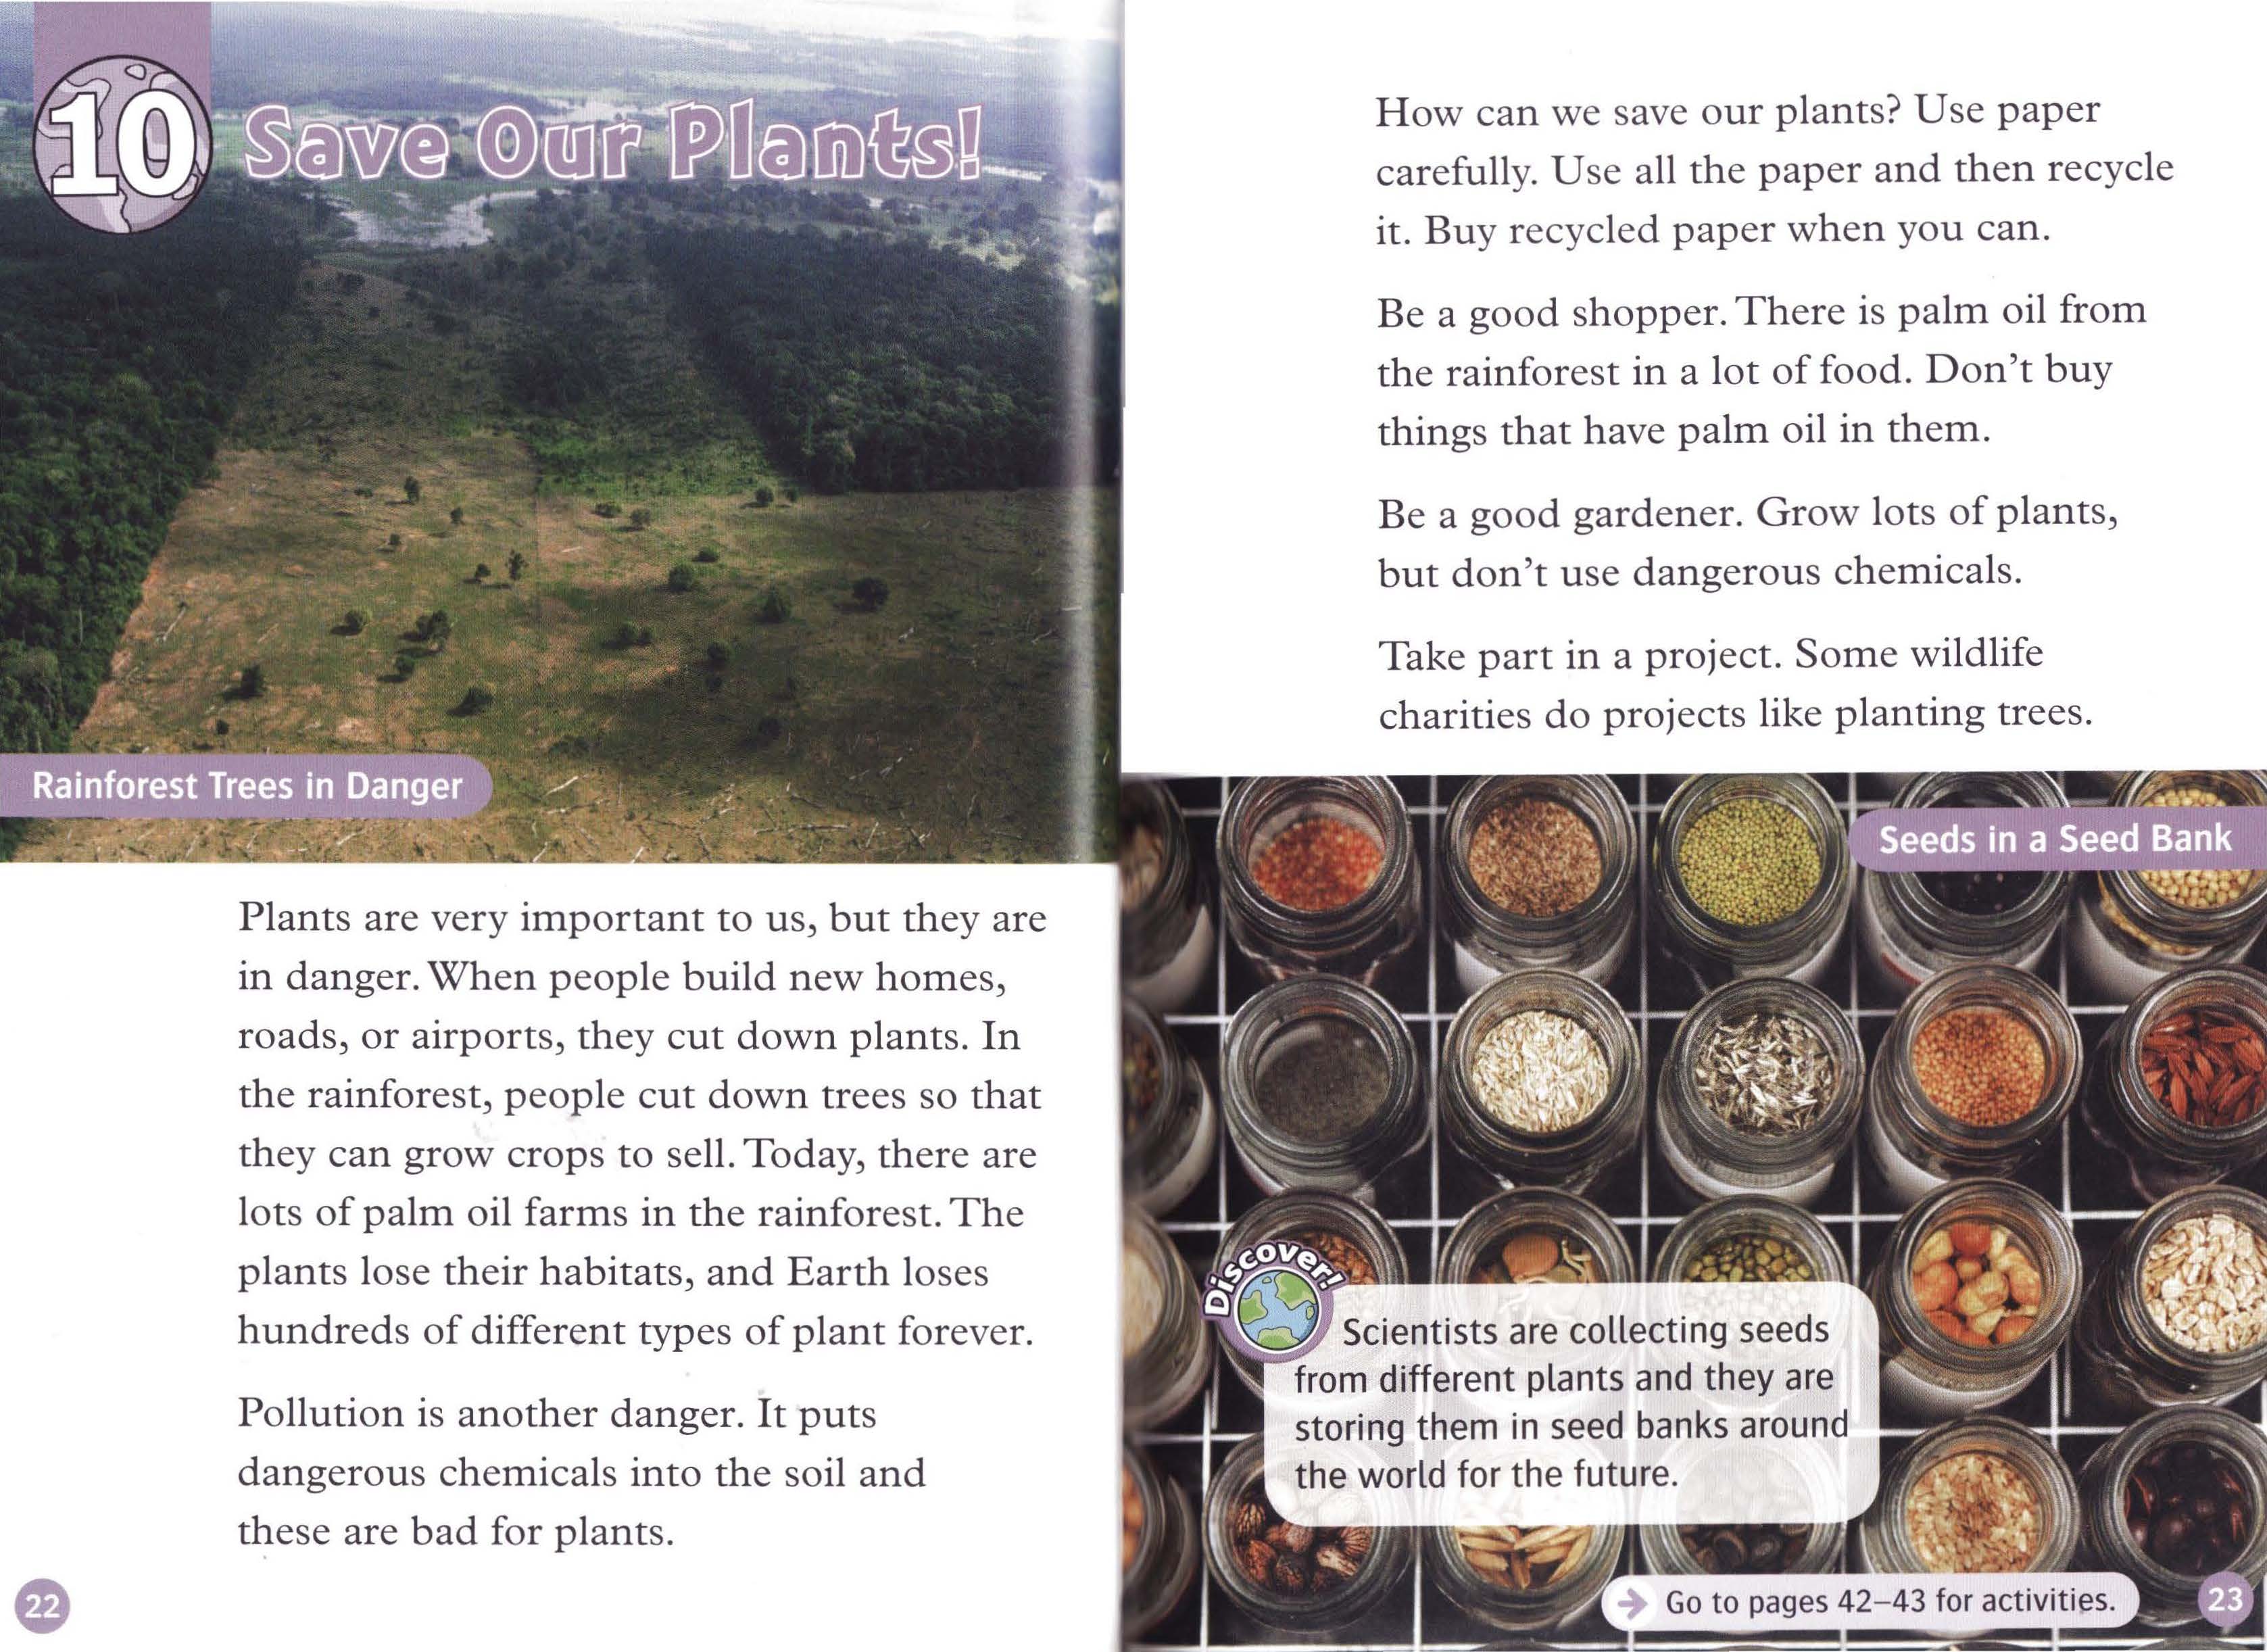 10
Save Our Plants!
Rainforest Trees in Danger
Plants are very important to us, but they are
in danger. When people build new homes,
roads, or airports, they cut down plants. In
the rainforest, people cut down trees so that
they can grow crops to sell. Today, there are
lots of palm oil farms in the rainforest. The
plants lose their habitats, and Earth loses
hundreds of different types of plant forever.
Pollution is another danger. It puts
dangerous chemicals into the soil and
these are bad for plants.
22
How can we save our plants? Use paper
carefully. Use all the paper and then recycle
it. Buy recycled paper when you can.
Be a good shopper. There is palm oil from
the rainforest in a lot of food. Don't buy
things that have palm oil in them.
Be a good gardener. Grow lots of plants,
but don't use dangerous chemicals.
Take part in a project. Some wildlife
charities do projects like planting trees.
Seeds in a Seed Bank
Discover!
Scientists are collecting seeds
from different plants and they are
storing them in seed banks around
the world for the future.
Go to pages 42–43 for activities.
23